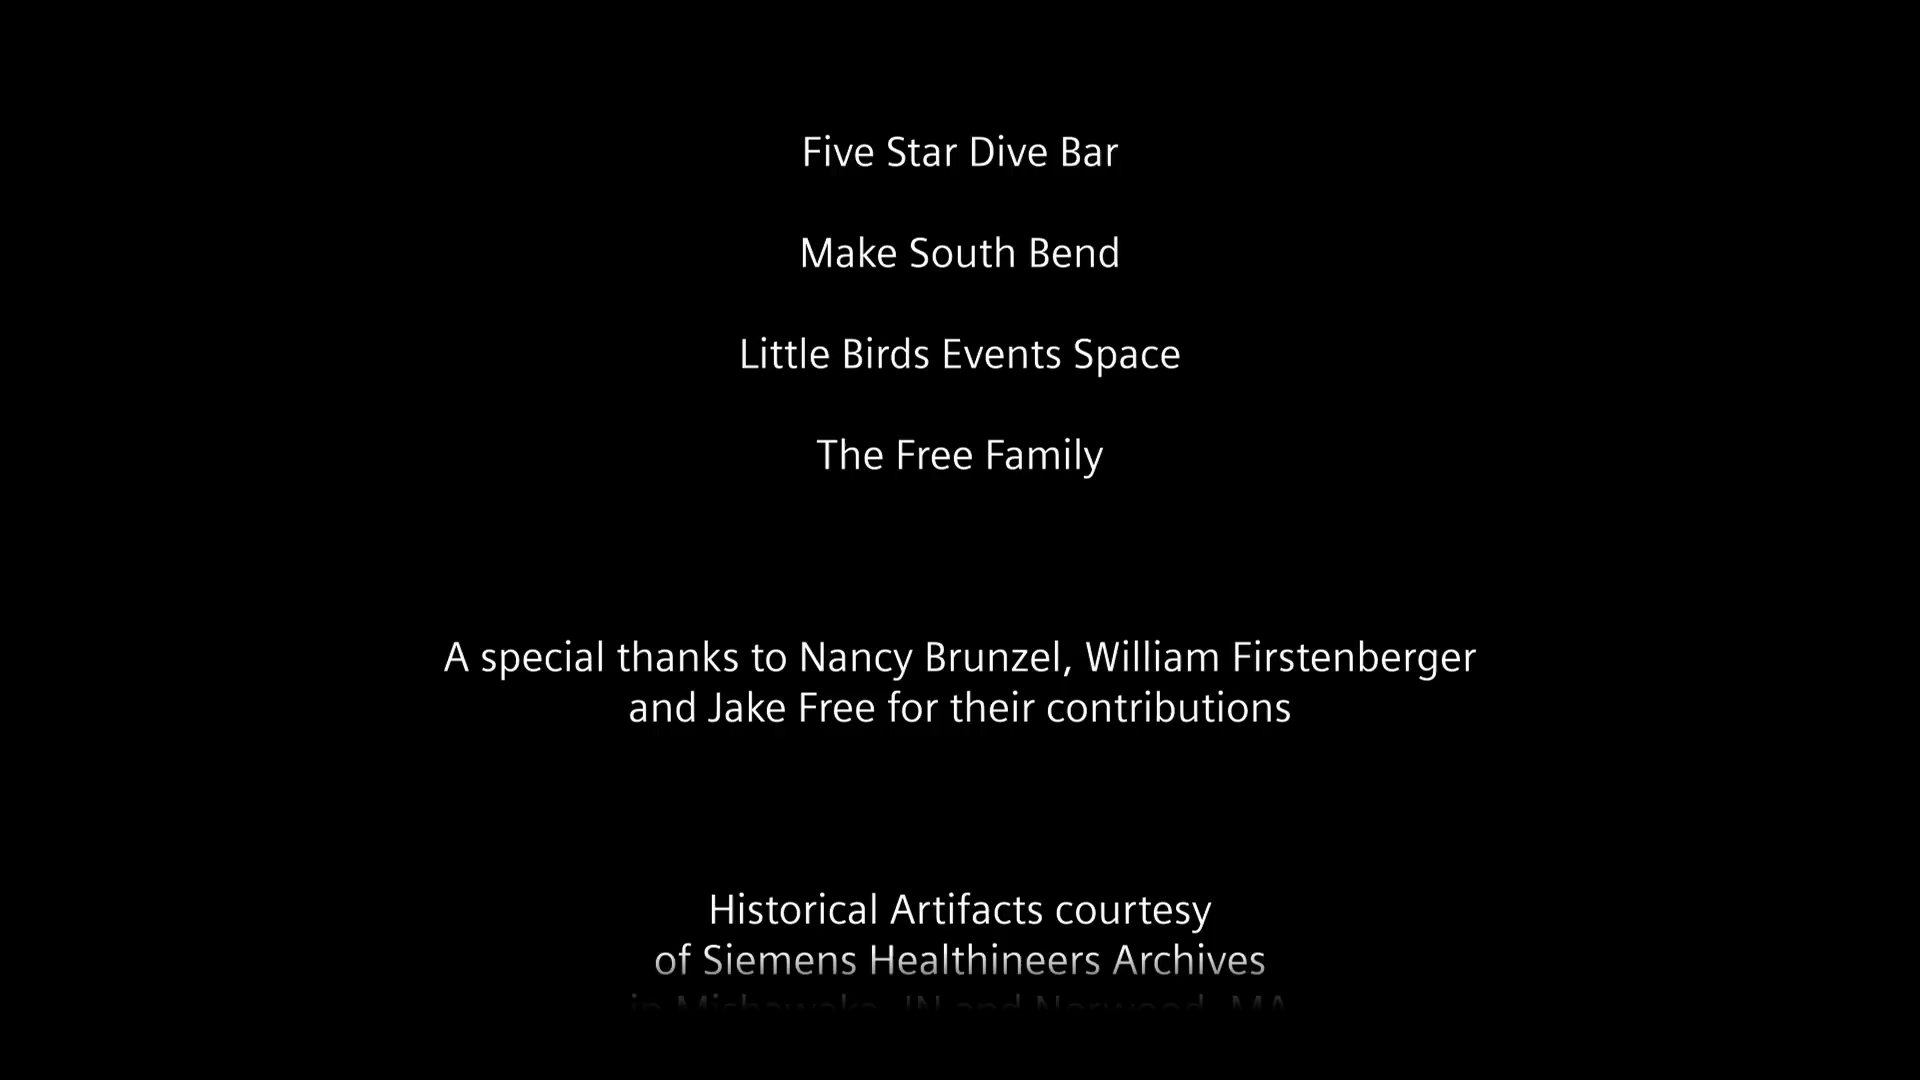 Five Star Dive Bar
Make South Bend
Little Birds Events Space
The Free Family
A special thanks to Nancy Brunzel, William Firstenberger
and Jake Free for their contributions
Historical Artifacts courtesy
of Siemens Healthineers Archives
in Mishawaka, IN and Norwood, MA